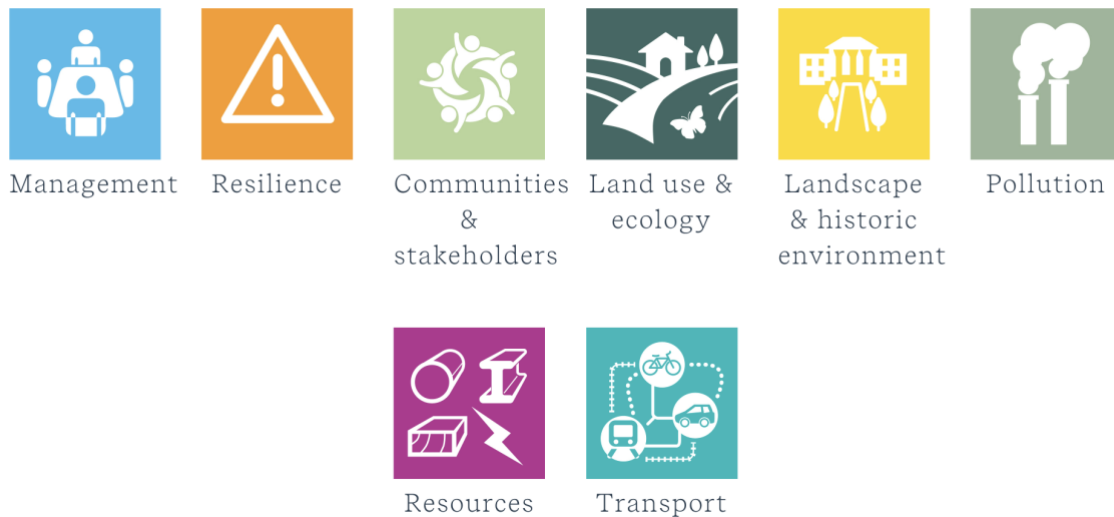 Management
Resilience
Communities
&
stakeholders
Land use &
ecology
Landscape
& historic
environment
Pollution
Resources
Transport